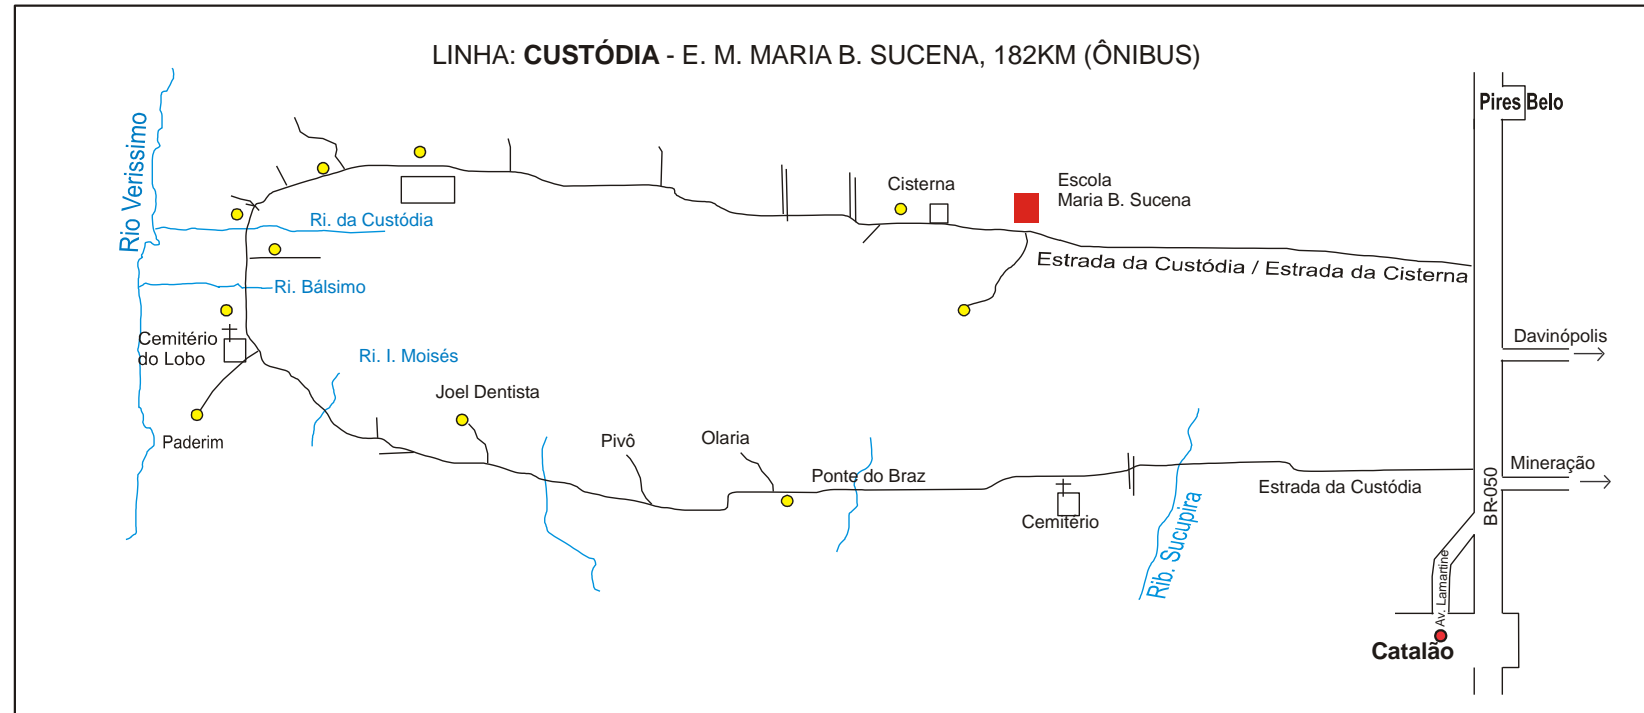 LINHA: CUSTÓDIA - E. M. MARIA B. SUCENA, 182KM (ÔNIBUS)
Pires Belo
Rio Verissimo
Cisterna
Escola
Maria B. Sucena
Ri. da Custódia
Estrada da Custódia / Estrada da Cisterna
Ri. Bálsimo
Cemitério
do Lobo
Davinópolis
Ri. I. Moisés
Joel Dentista
Paderim
Pivô
Olaria
Ponte do Braz
Mineração
Estrada da Custódia
BR-050
Cemitério
Rib. Sucupira
Av. Lamartine
Catalão